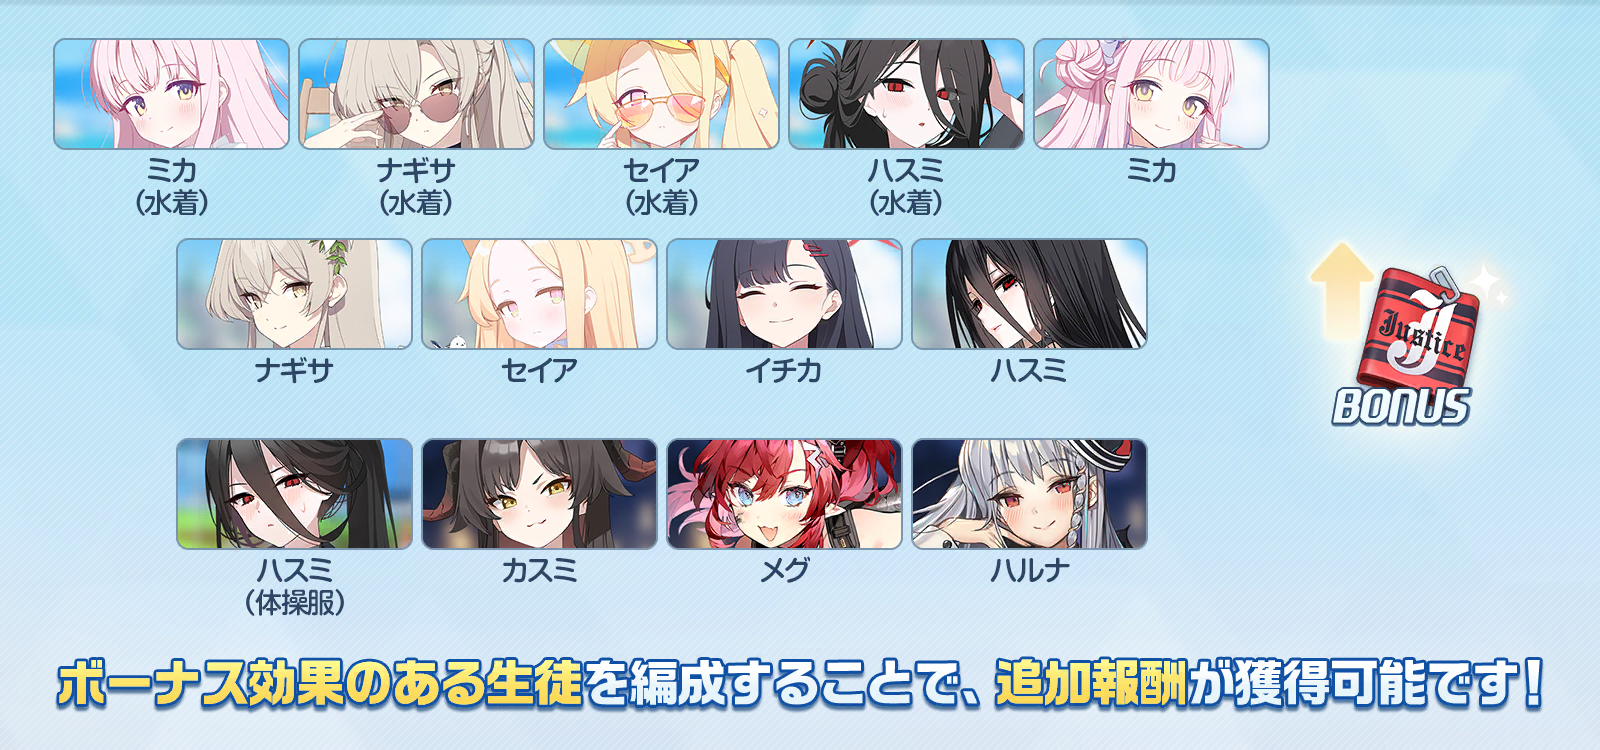 ミカ
(水着)
ナギサ
(水着)
セイア
(水着)
ハスミ
(水着)
ミカ
ナギサ
セイア
イチカ
ハスミ
J
Justice
BONUS
ハスミ
(体操服)
カスミ
メグ
ハルナ
ボーナス効果のある生徒を編成することで、追加報酬が獲得可能です!